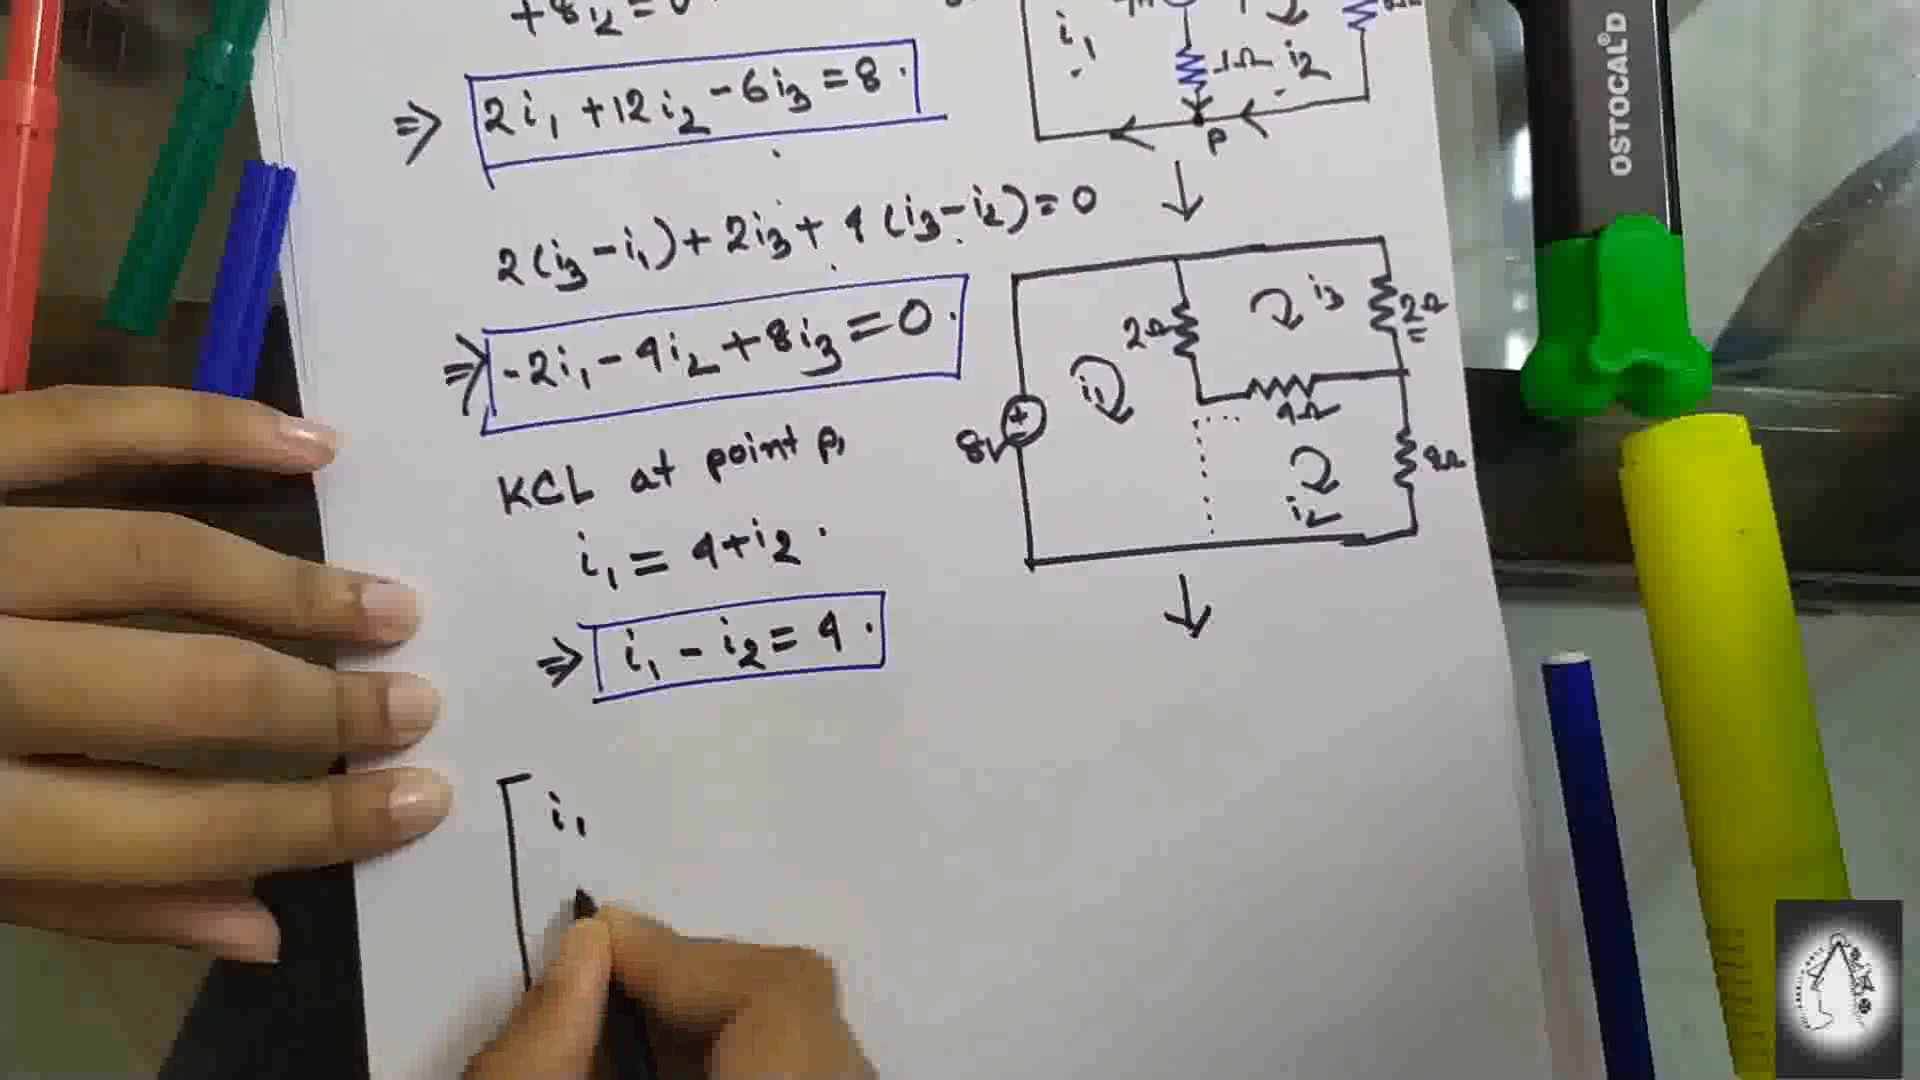 +8i₂=0
⇒ 2i₁ +12i₂ -6i₃ =8.
2(i₃-i₁)+2i₃+4(i₃-i₂)=0
⇒ -2i₁-4i₂+8i₃=0.
KCL at point P,
i₁ = 4+i₂.
⇒ i₁ - i₂ = 4.
i₁
i₁
1Ω i₂
P
i₃
2Ω
2Ω
i₁
4Ω
8V
8Ω
i₂
OSTOCAL®D